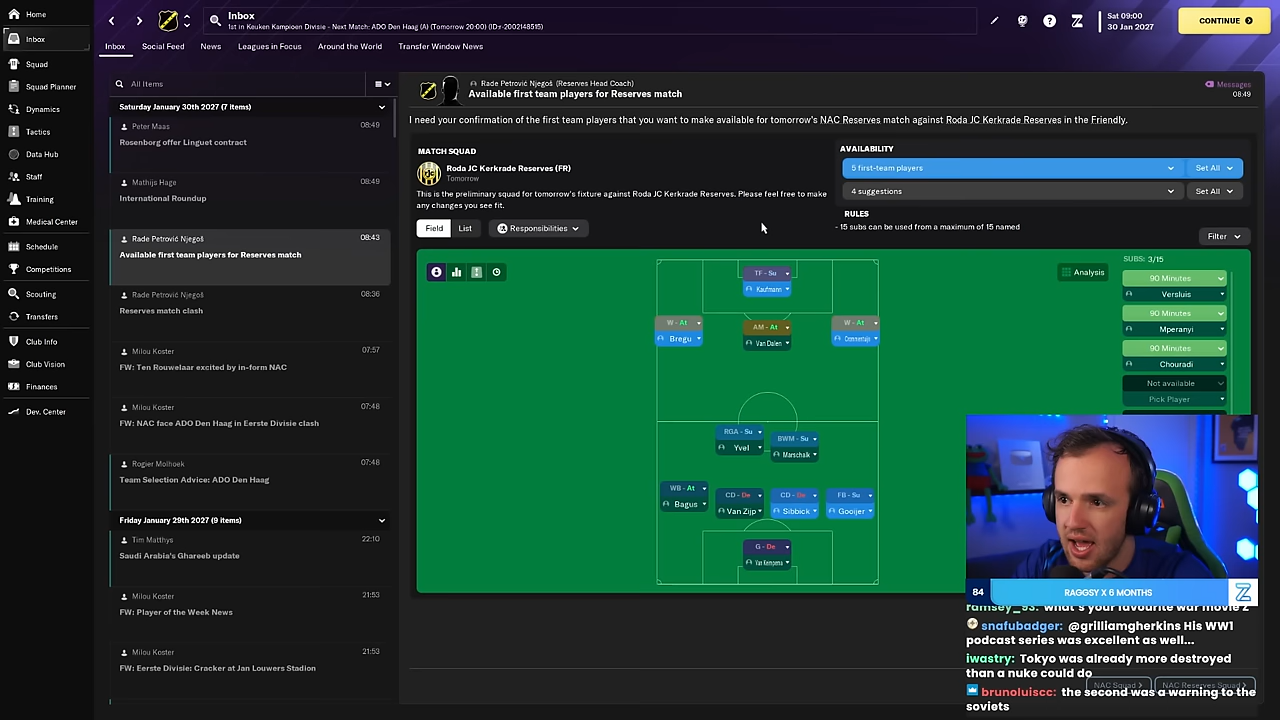 Home
Inbox
Squad
Squad Planner
Dynamics
Tactics
Data Hub
Staff
Training
Medical Center
Schedule
Competitions
Scouting
Transfers
Club Info
Club Vision
Finances
Dev. Center
Inbox
1st in Keuken Kampioen Divisie - Next Match: ADO Den Haag (A) (Tomorrow 20:00) (ID:r-2002148515)
Sat 09:00
30 Jan 2027
CONTINUE
Inbox
Social Feed
News
Leagues in Focus
Around the World
Transfer Window News
All Items
Saturday January 30th 2027 (7 items)
Peter Maas 08:49
Rosenborg offer Linguet contract
Mathijs Hage 08:49
International Roundup
Rade Petrović Njegoš 08:43
Available first team players for Reserves match
Rade Petrović Njegoš 08:36
Reserves match clash
Milou Koster 07:57
FW: Ten Rouwelaar excited by in-form NAC
Milou Koster 07:48
FW: NAC face ADO Den Haag in Eerste Divisie clash
Rogier Molhoek 07:48
Team Selection Advice: ADO Den Haag
Friday January 29th 2027 (9 items)
Tim Matthys 22:10
Saudi Arabia's Ghareeb update
Milou Koster 21:53
FW: Player of the Week News
Milou Koster 21:53
FW: Eerste Divisie: Cracker at Jan Louwers Stadion
Rade Petrović Njegoš (Reserves Head Coach)
Available first team players for Reserves match
Messages
08:49
I need your confirmation of the first team players that you want to make available for tomorrow's NAC Reserves match against Roda JC Kerkrade Reserves in the Friendly.
MATCH SQUAD
Roda JC Kerkrade Reserves (FR)
Tomorrow
This is the preliminary squad for tomorrow's fixture against Roda JC Kerkrade Reserves. Please feel free to make
any changes you see fit.
Field
List
Responsibilities
AVAILABILITY
5 first-team players
Set All
4 suggestions
Set All
RULES
- 15 subs can be used from a maximum of 15 named
Filter
Analysis
TF - Su
Kaufmann
W - At
Bregu
AM - At
Van Dalen
W - At
RGA - Su
Yvel
BWM - Su
Marschalk
WB - At
Bagus
CD - De
Van Zijp
CD - De
Sibbick
FB - Su
Gooijer
G - De
Van Kempema
SUBS: 3/15
90 Minutes
Versluis
90 Minutes
Mperanyi
90 Minutes
Chouradi
Not available
Pick Player
84
RAGGSY X 6 MONTHS
Z
ramsey_93: what's your favourite war movie z
snafubadger: @grilliamgherkins His WW1
podcast series was excellent as well...
iwastry: Tokyo was already more destroyed
than a nuke could do
NAC Squad
NAC Reserves Squad
brunoluiscc: the second was a warning to the
soviets